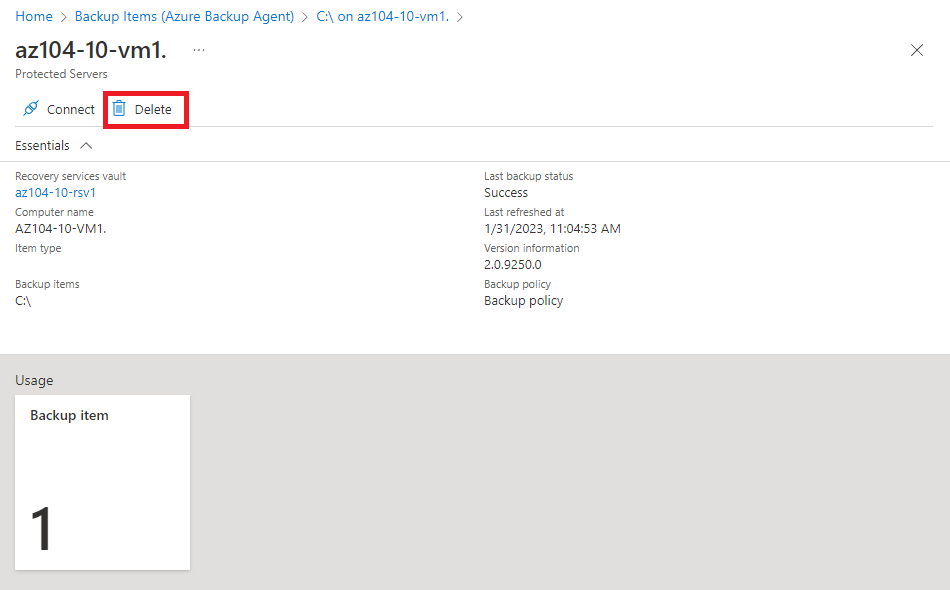 Home > Backup Items (Azure Backup Agent) > C:\ on az104-10-vm1. >
az104-10-vm1. ...
Protected Servers
Connect Delete
Essentials
Recovery services vault
az104-10-rsv1
Computer name
AZ104-10-VM1.
Item type
Backup items
C:\
Last backup status
Success
Last refreshed at
1/31/2023, 11:04:53 AM
Version information
2.0.9250.0
Backup policy
Backup policy
Usage
Backup item
1